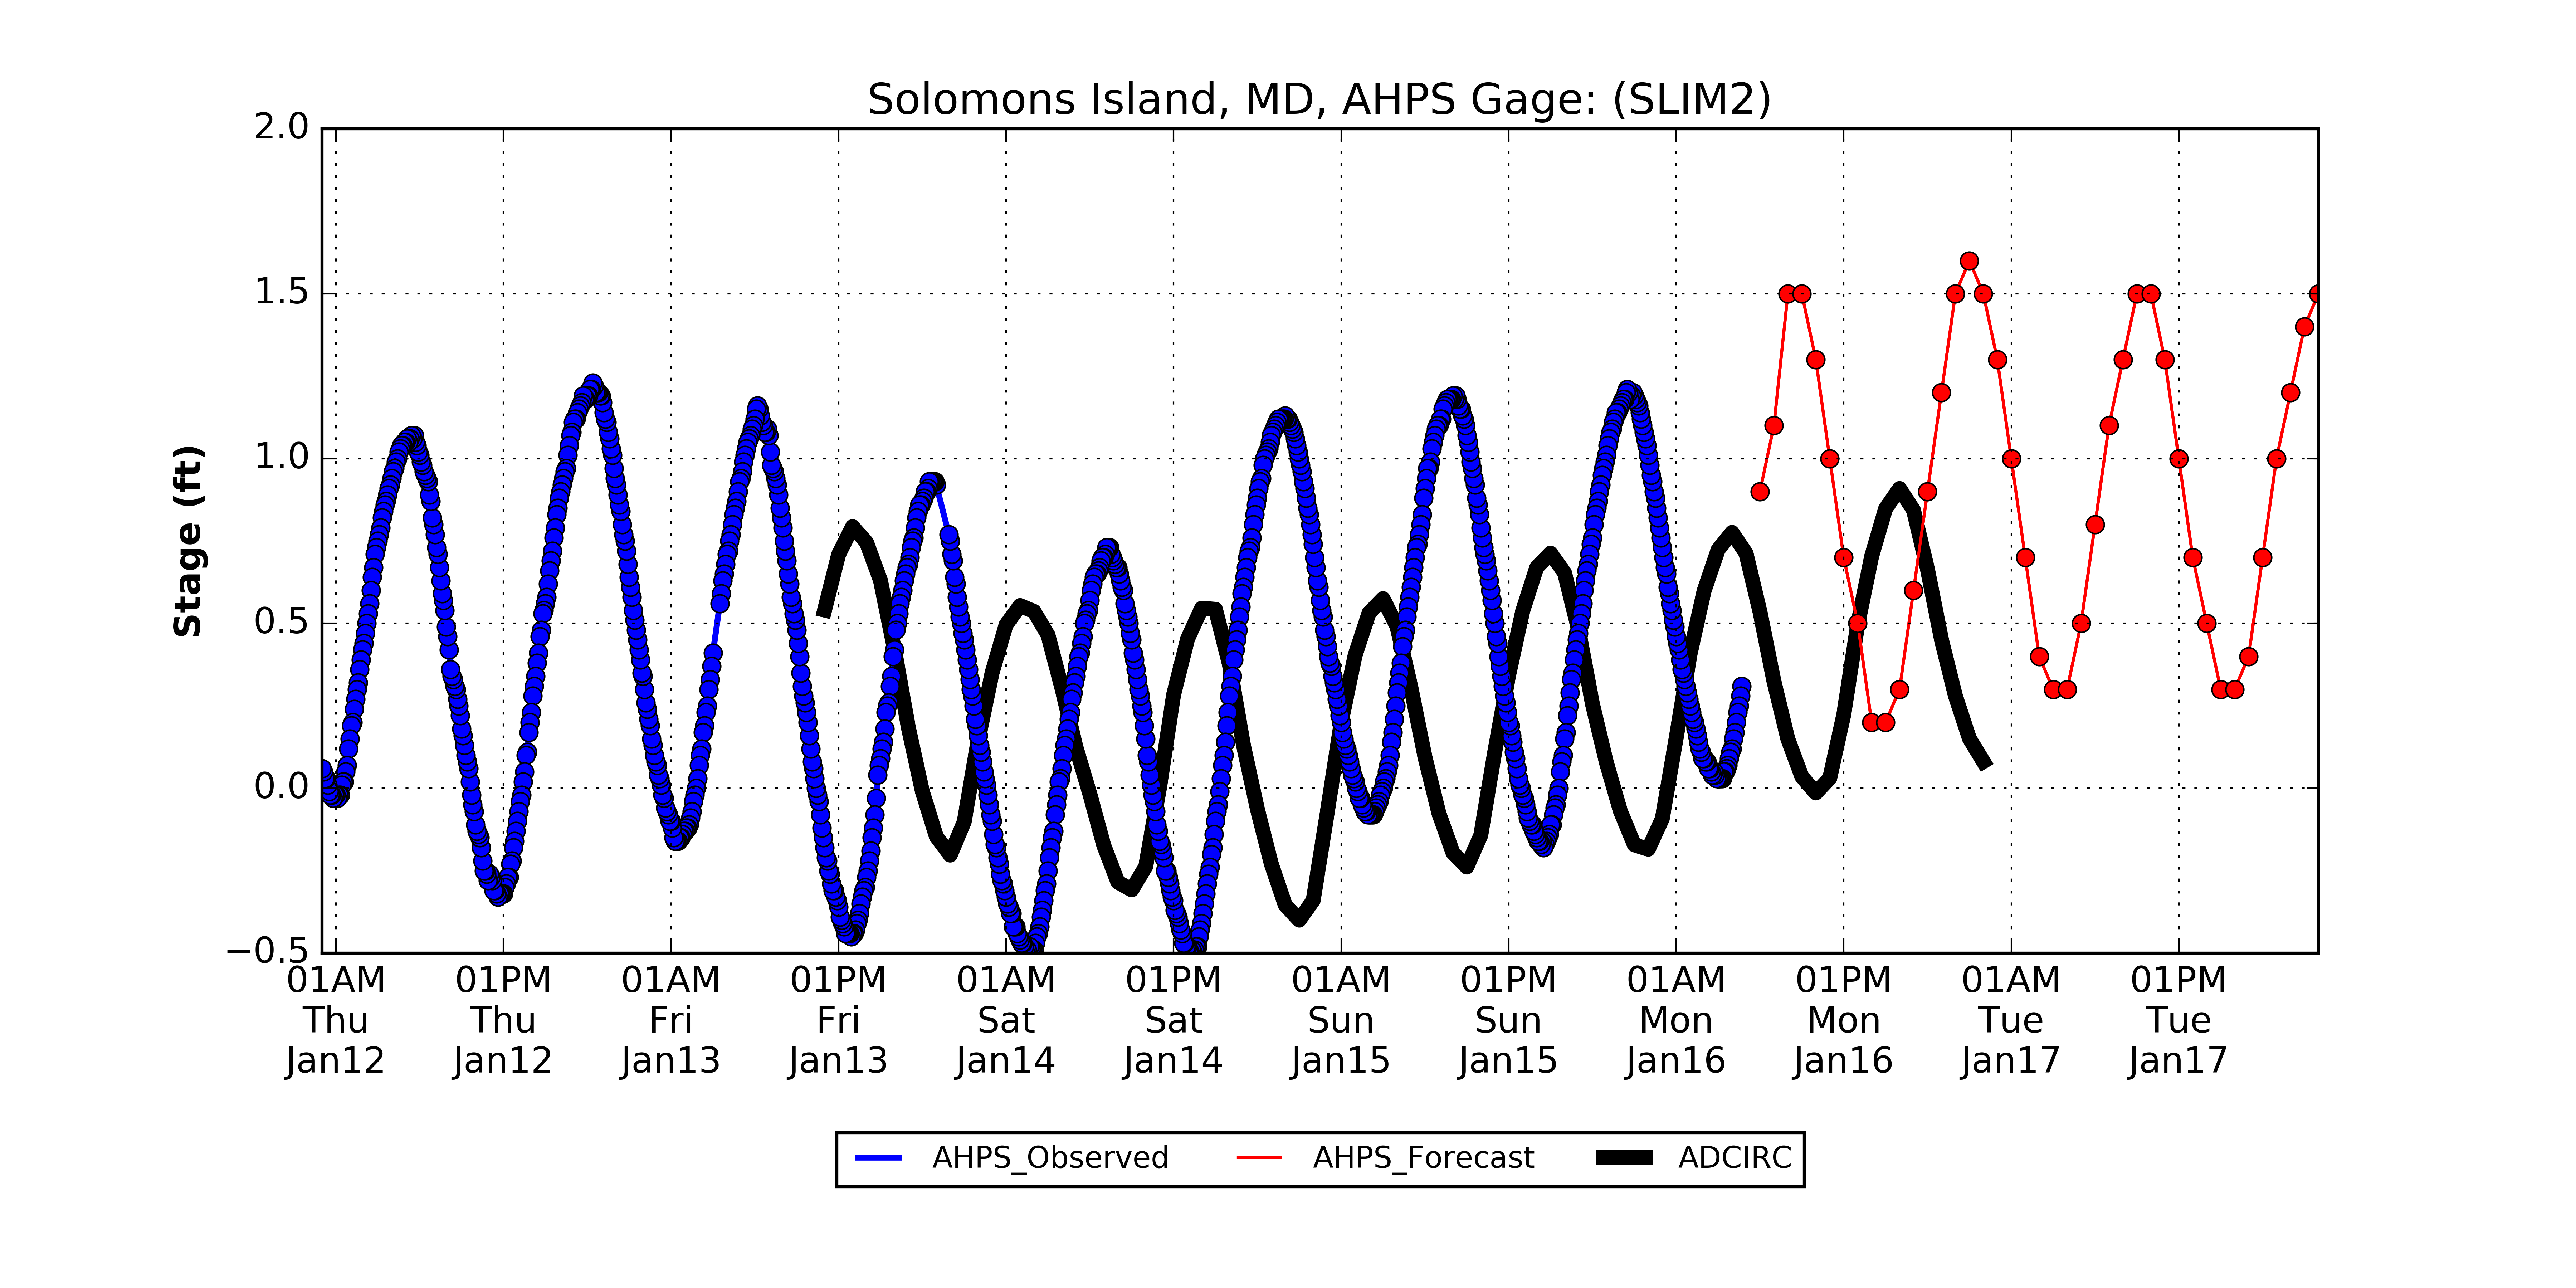 Solomons Island, MD, AHPS Gage: (SLIM2)
2.0
1.5
1.0
0.5
0.0
−0.5
Stage (ft)
01AM 01PM 01AM 01PM 01AM 01PM 01AM 01PM 01AM 01PM 01AM 01PM
Thu Thu Fri Fri Sat Sat Sun Sun Mon Mon Tue Tue
Jan12 Jan12 Jan13 Jan13 Jan14 Jan14 Jan15 Jan15 Jan16 Jan16 Jan17 Jan17
AHPS_Observed AHPS_Forecast ADCIRC